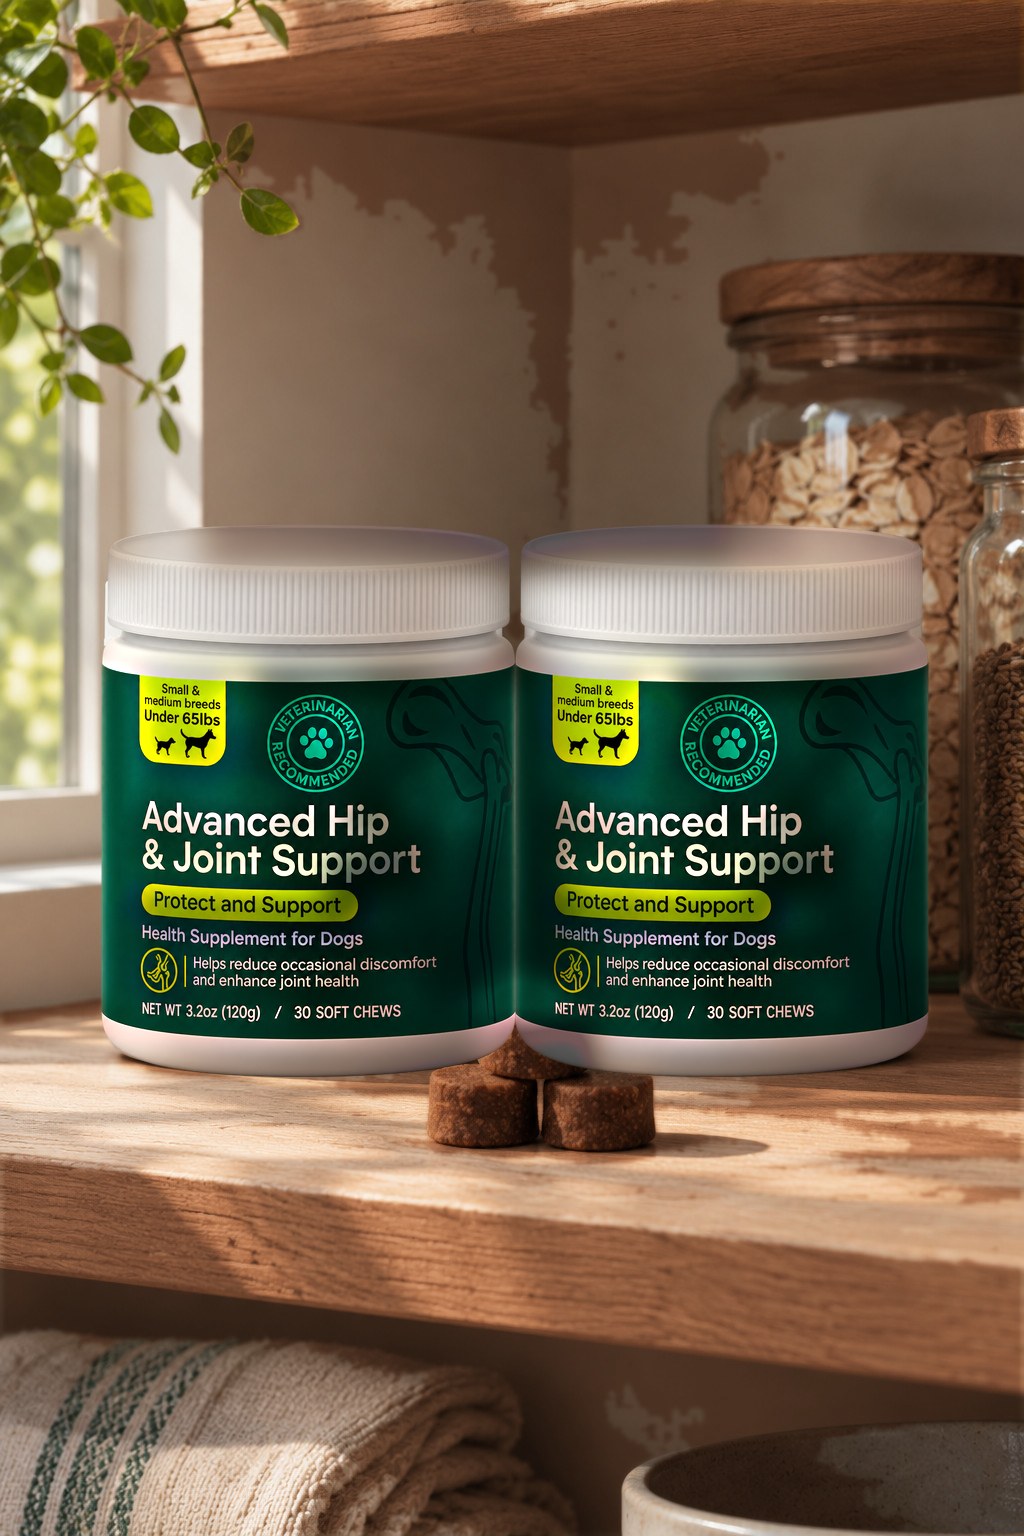 Small &
medium breeds
Under 65lbs
VETERINARIAN RECOMMENDED
Advanced Hip
& Joint Support
Protect and Support
Health Supplement for Dogs
Helps reduce occasional discomfort
and enhance joint health
NET WT 3.2oz (120g) / 30 SOFT CHEWS
Small &
medium breeds
Under 65lbs
VETERINARIAN RECOMMENDED
Advanced Hip
& Joint Support
Protect and Support
Health Supplement for Dogs
Helps reduce occasional discomfort
and enhance joint health
NET WT 3.2oz (120g) / 30 SOFT CHEWS